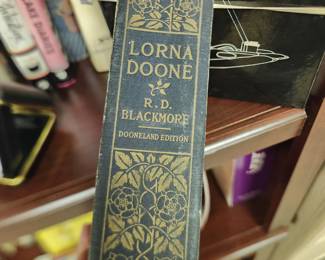 LORNA
DOONE
R. D.
BLACKMORE
DOONELAND EDITION